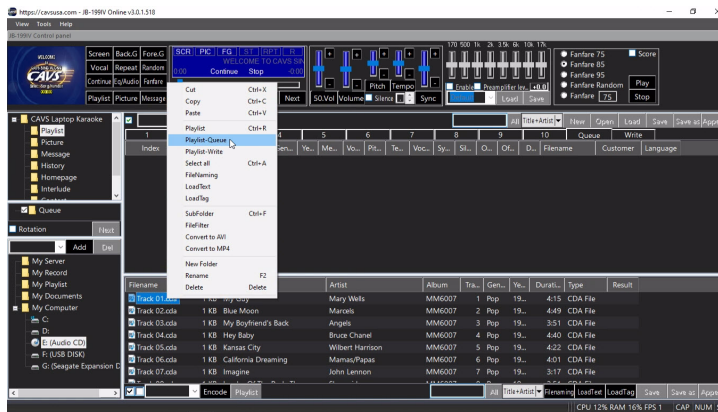 https://cavsusa.com - JB-199IV Online v3.0.1.518
View Tools Help
JB-199IV Control panel
WELCOME
CAVS
Screen Back.G Fore.G
Vocal Repeat Random
Continue Eq/Audio Fanfare
Playlist Picture Message
SCR PIC FG ST RPT R
WELCOME TO CAVS SIN
0:00 Continue Stop -0:00
Next
50.Vol Volume Silence
Pitch Tempo
Sync
170 500 1k 2k 3.5k 6k 10k 17k
Enable Preamplifier lev.. +0.0
Load Save
Fanfare 75 Score
Fanfare 85
Fanfare 95
Fanfare Random Play
Fanfare 75 Stop
CAVS Laptop Karaoke
Playlist
Picture
Message
History
Homepage
Interlude
Queue
Rotation Next
Add Del
My Server
My Record
My Playlist
My Documents
My Computer
C:
D:
E: (Audio CD)
F: (USB DISK)
G: (Seagate Expansion D
Cut Ctrl+X
Copy Ctrl+C
Paste Ctrl+V
Playlist Ctrl+R
Playlist-Queue
Playlist-Write
Select all Ctrl+A
FileNaming
LoadText
LoadTag
SubFolder Ctrl+F
FileFilter
Convert to AVI
Convert to MP4
New Folder
Rename F2
Delete Delete
All Title+Artist New Open Load Save Save as Appe
1 4 5 6 7 8 9 10 Queue Write
Index Gen... Ye... Me... Vo... Pit... Te... Voc... Sy... Sil... O... Of... D... Filename Customer Language
Filename Artist Album Tra... Gen... Ye... Durati... Type Result
Track 01.cda 1 KB My Guy Mary Wells MM6007 1 Pop 19... 4:15 CDA File
Track 02.cda 1 KB Blue Moon Marcels MM6007 2 Pop 19... 4:49 CDA File
Track 03.cda 1 KB My Boyfriend's Back Angels MM6007 3 Pop 19... 3:51 CDA File
Track 04.cda 1 KB Hey Baby Bruce Chanel MM6007 4 Pop 19... 4:40 CDA File
Track 05.cda 1 KB Kansas City Wilbert Harrison MM6007 5 Pop 19... 4:22 CDA File
Track 06.cda 1 KB California Dreaming Mamas/Papas MM6007 6 Pop 19... 4:01 CDA File
Track 07.cda 1 KB Imagine John Lennon MM6007 7 Pop 19... 3:17 CDA File
Encode Playlist All Title+Artist Filenaming LoadText LoadTag Save Save as Appe
CPU 12% RAM 16% FPS 1 CAP NUM